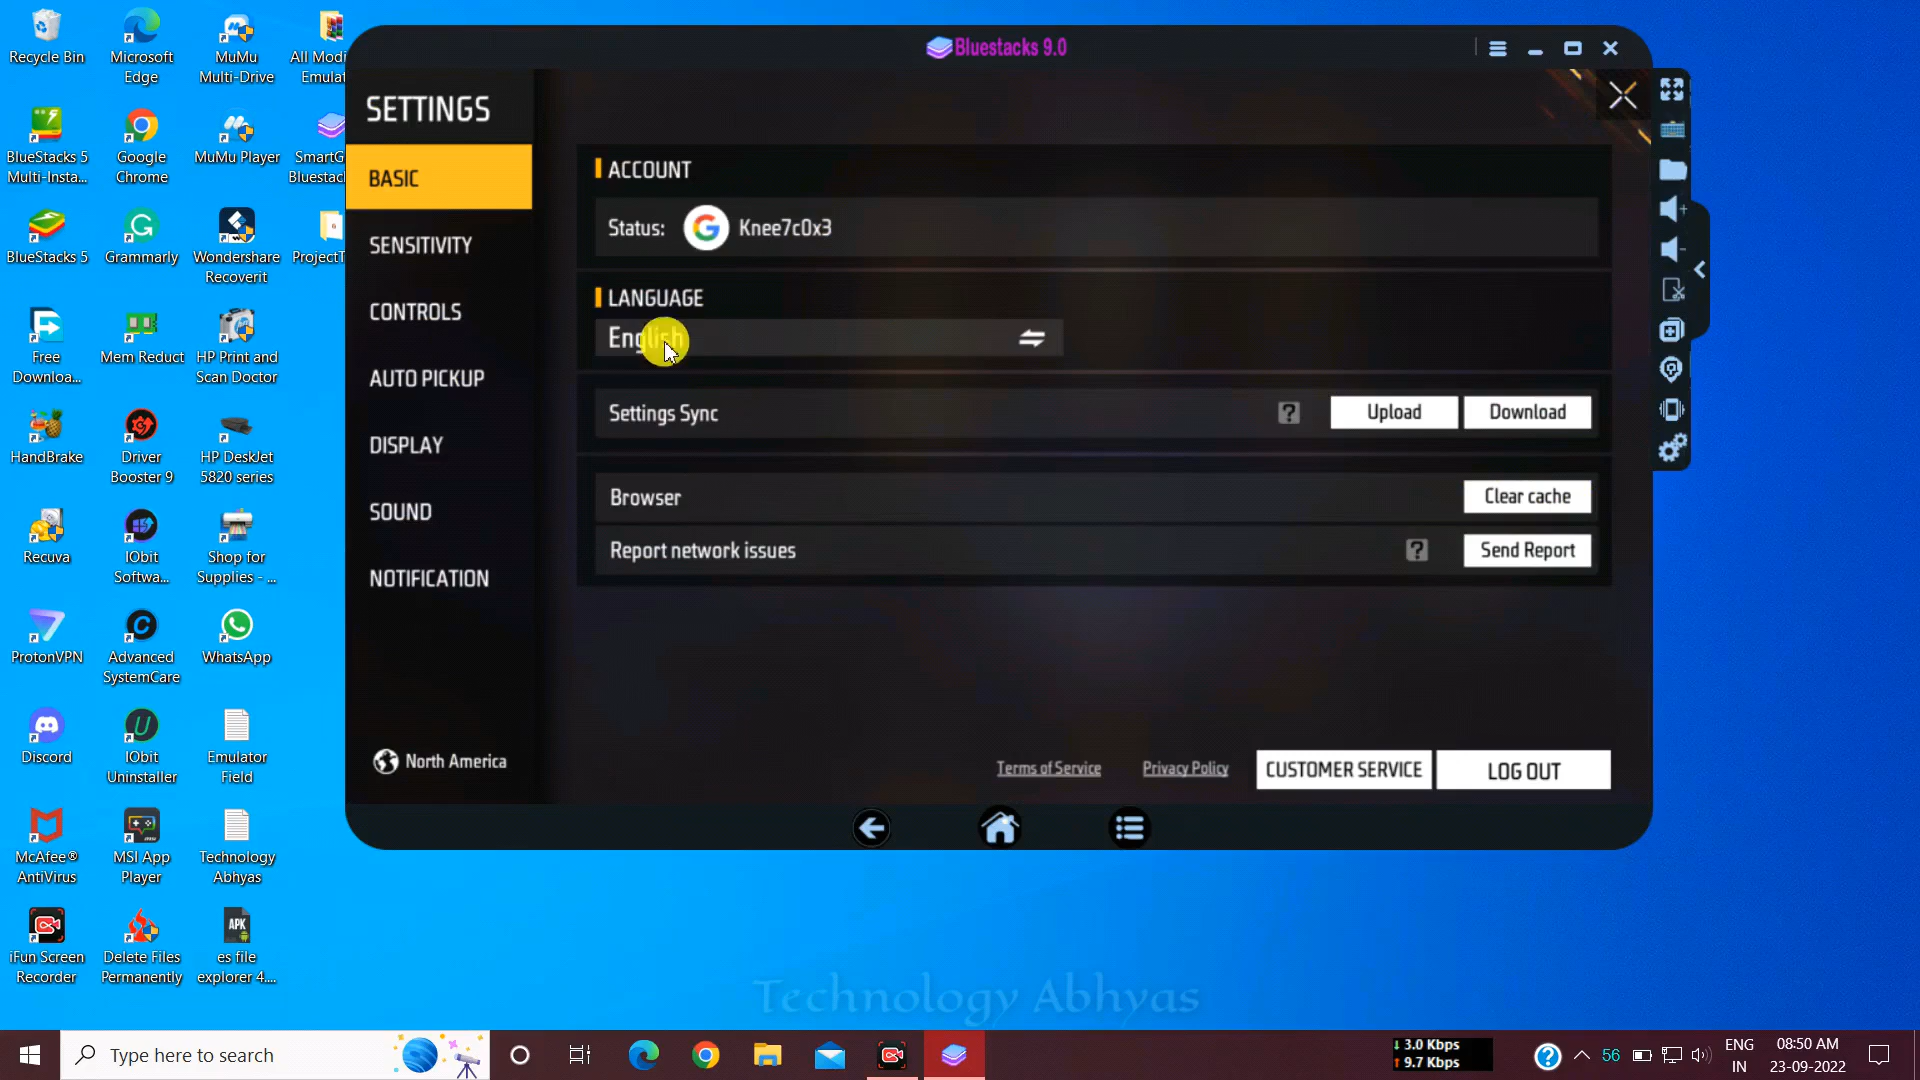 Recycle Bin
Microsoft
Edge
MuMu
Multi-Drive
All Modi
Emulat
BlueStacks 5
Multi-Insta...
Google
Chrome
MuMu Player
SmartG
Bluestac
BlueStacks 5
Grammarly
Wondershare
Recoverit
ProjectT
Free
Downloa...
Mem Reduct
HP Print and
Scan Doctor
HandBrake
Driver
Booster 9
HP DeskJet
5820 series
Recuva
IObit
Softwa...
Shop for
Supplies - ...
ProtonVPN
Advanced
SystemCare
WhatsApp
Discord
IObit
Uninstaller
Emulator
Field
McAfee®
AntiVirus
MSI App
Player
Technology
Abhyas
iFun Screen
Recorder
Delete Files
Permanently
APK
es file
explorer 4....
Bluestacks 9.0
SETTINGS
BASIC
SENSITIVITY
CONTROLS
AUTO PICKUP
DISPLAY
SOUND
NOTIFICATION
North America
ACCOUNT
Status: Knee7c0x3
LANGUAGE
English
Settings Sync ? Upload Download
Browser Clear cache
Report network issues ? Send Report
Terms of Service Privacy Policy CUSTOMER SERVICE LOG OUT
Technology Abhyas
Type here to search
3.0 Kbps
9.7 Kbps
56
ENG
IN
08:50 AM
23-09-2022